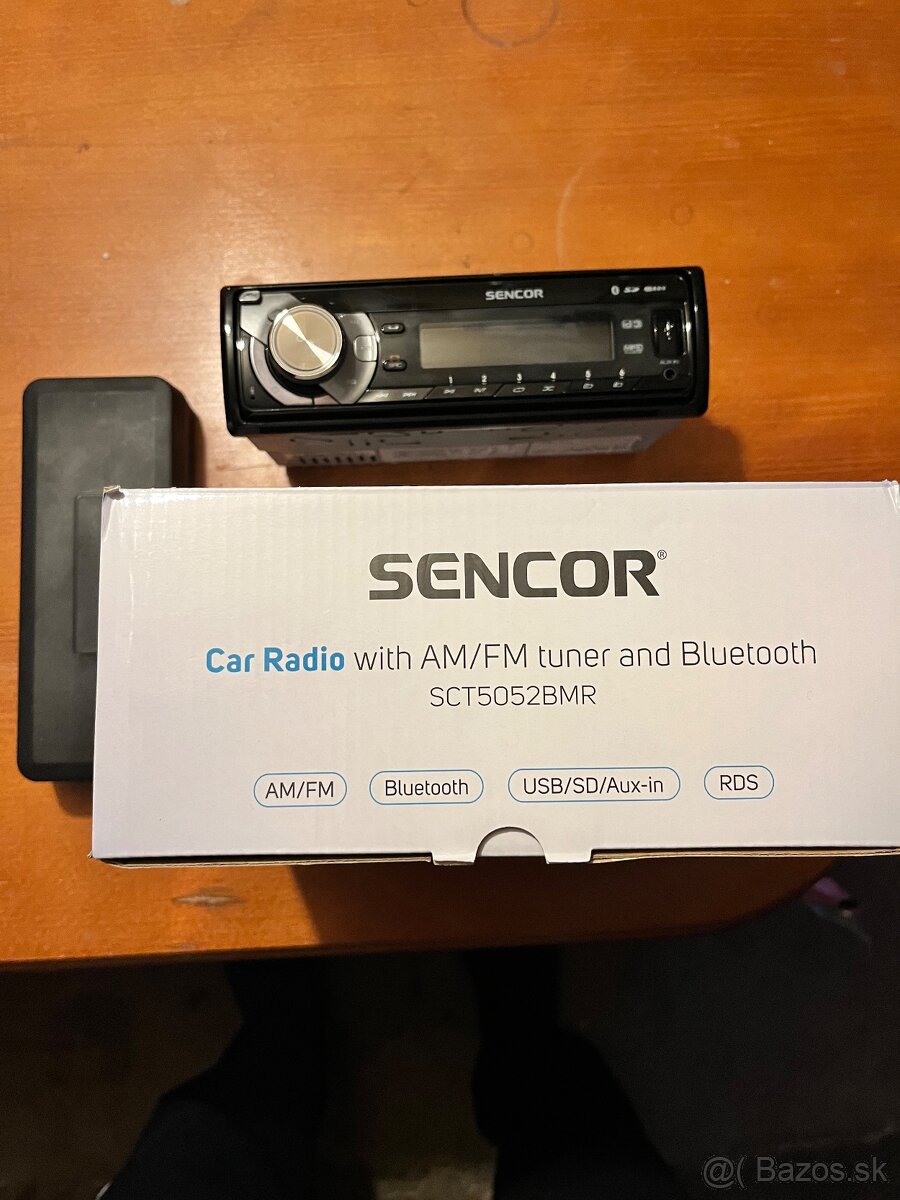 SENCOR
1 2 3 4 5 6
SENCOR®
Car Radio with AM/FM tuner and Bluetooth
SCT5052BMR
AM/FM Bluetooth USB/SD/Aux-in RDS
@( Bazos.sk